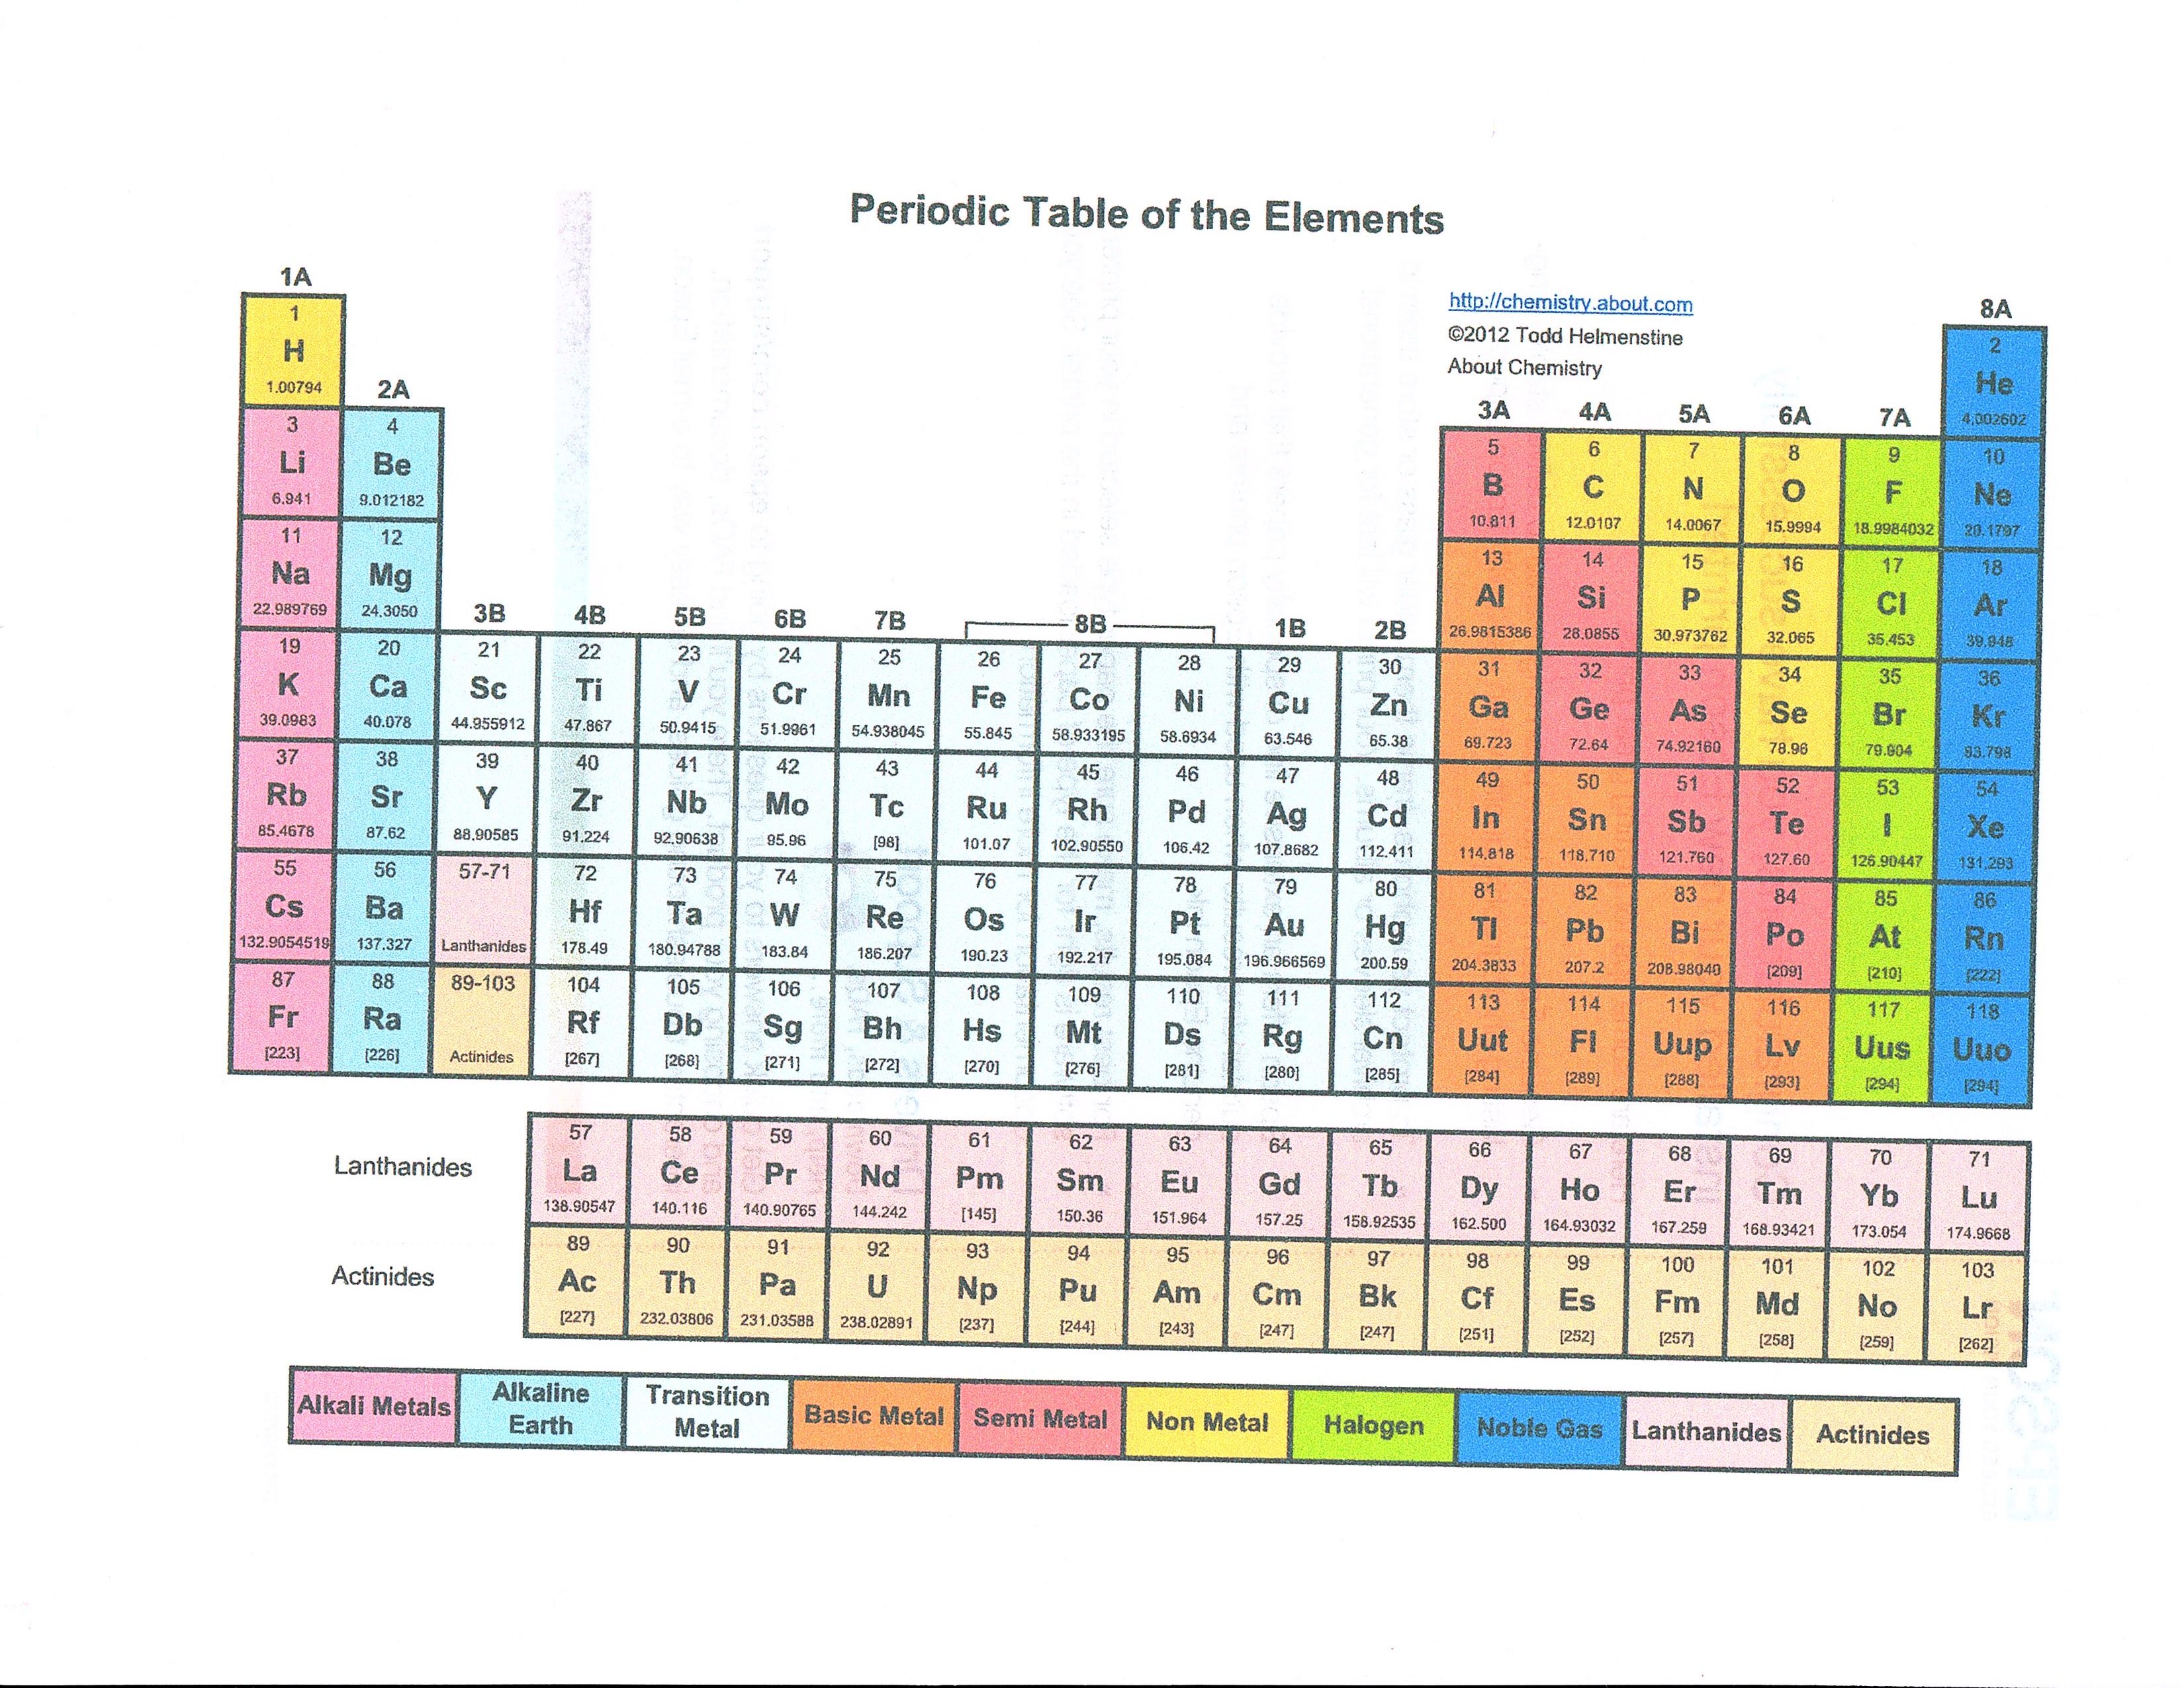 Periodic Table of the Elements
http://chemistry.about.com
©2012 Todd Helmenstine
About Chemistry
1A 8A
1 2
H He
1.00794 4.002602
2A 3A 4A 5A 6A 7A
3 4 5 6 7 8 9 10
Li Be B C N O F Ne
6.941 9.012182 10.811 12.0107 14.0067 15.9994 18.9984032 20.1797
11 12 13 14 15 16 17 18
Na Mg Al Si P S Cl Ar
22.989769 24.3050 26.9815386 28.0855 30.973762 32.065 35.453 39.948
3B 4B 5B 6B 7B 8B 1B 2B
19 20 21 22 23 24 25 26 27 28 29 30 31 32 33 34 35 36
K Ca Sc Ti V Cr Mn Fe Co Ni Cu Zn Ga Ge As Se Br Kr
39.0983 40.078 44.955912 47.867 50.9415 51.9961 54.938045 55.845 58.933195 58.6934 63.546 65.38 69.723 72.64 74.92160 78.96 79.904 83.798
37 38 39 40 41 42 43 44 45 46 47 48 49 50 51 52 53 54
Rb Sr Y Zr Nb Mo Tc Ru Rh Pd Ag Cd In Sn Sb Te I Xe
85.4678 87.62 88.90585 91.224 92.90638 95.96 [98] 101.07 102.90550 106.42 107.8682 112.411 114.818 118.710 121.760 127.60 126.90447 131.293
55 56 57-71 72 73 74 75 76 77 78 79 80 81 82 83 84 85 86
Cs Ba Hf Ta W Re Os Ir Pt Au Hg Tl Pb Bi Po At Rn
132.9054519 137.327 Lanthanides 178.49 180.94788 183.84 186.207 190.23 192.217 195.084 196.966569 200.59 204.3833 207.2 208.98040 [209] [210] [222]
87 88 89-103 104 105 106 107 108 109 110 111 112 113 114 115 116 117 118
Fr Ra Rf Db Sg Bh Hs Mt Ds Rg Cn Uut Fl Uup Lv Uus Uuo
[223] [226] Actinides [267] [268] [271] [272] [270] [276] [281] [280] [285] [284] [289] [288] [293] [294] [294]
57 58 59 60 61 62 63 64 65 66 67 68 69 70 71
Lanthanides La Ce Pr Nd Pm Sm Eu Gd Tb Dy Ho Er Tm Yb Lu
138.90547 140.116 140.90765 144.242 [145] 150.36 151.964 157.25 158.92535 162.500 164.93032 167.259 168.93421 173.054 174.9668
89 90 91 92 93 94 95 96 97 98 99 100 101 102 103
Actinides Ac Th Pa U Np Pu Am Cm Bk Cf Es Fm Md No Lr
[227] 232.03806 231.03588 238.02891 [237] [244] [243] [247] [247] [251] [252] [257] [258] [259] [262]
Alkali Metals Alkaline Earth Transition Metal Basic Metal Semi Metal Non Metal Halogen Noble Gas Lanthanides Actinides